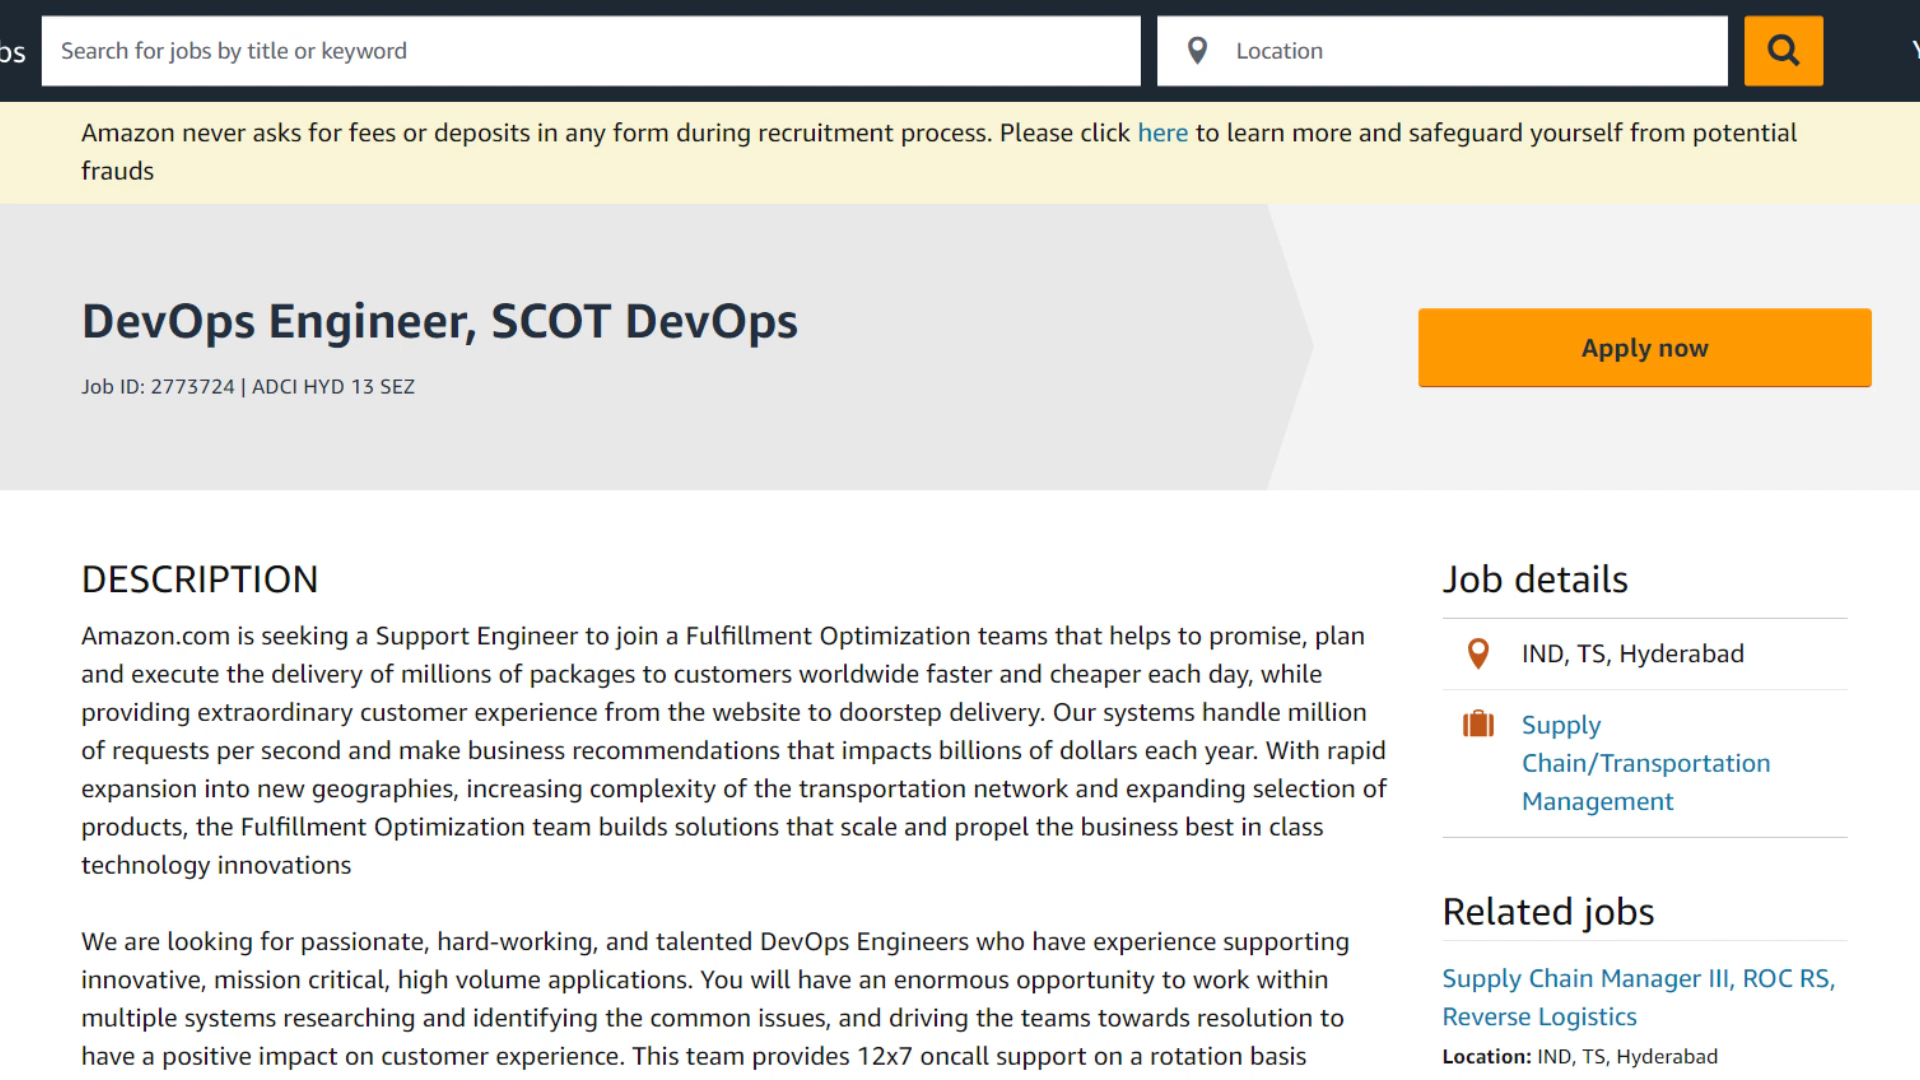 bs Search for jobs by title or keyword Location
Amazon never asks for fees or deposits in any form during recruitment process. Please click here to learn more and safeguard yourself from potential
frauds
DevOps Engineer, SCOT DevOps
Apply now
Job ID: 2773724 | ADCI HYD 13 SEZ
DESCRIPTION
Amazon.com is seeking a Support Engineer to join a Fulfillment Optimization teams that helps to promise, plan
and execute the delivery of millions of packages to customers worldwide faster and cheaper each day, while
providing extraordinary customer experience from the website to doorstep delivery. Our systems handle million
of requests per second and make business recommendations that impacts billions of dollars each year. With rapid
expansion into new geographies, increasing complexity of the transportation network and expanding selection of
products, the Fulfillment Optimization team builds solutions that scale and propel the business best in class
technology innovations
We are looking for passionate, hard-working, and talented DevOps Engineers who have experience supporting
innovative, mission critical, high volume applications. You will have an enormous opportunity to work within
multiple systems researching and identifying the common issues, and driving the teams towards resolution to
have a positive impact on customer experience. This team provides 12x7 oncall support on a rotation basis
Job details
IND, TS, Hyderabad
Supply
Chain/Transportation
Management
Related jobs
Supply Chain Manager III, ROC RS,
Reverse Logistics
Location: IND, TS, Hyderabad